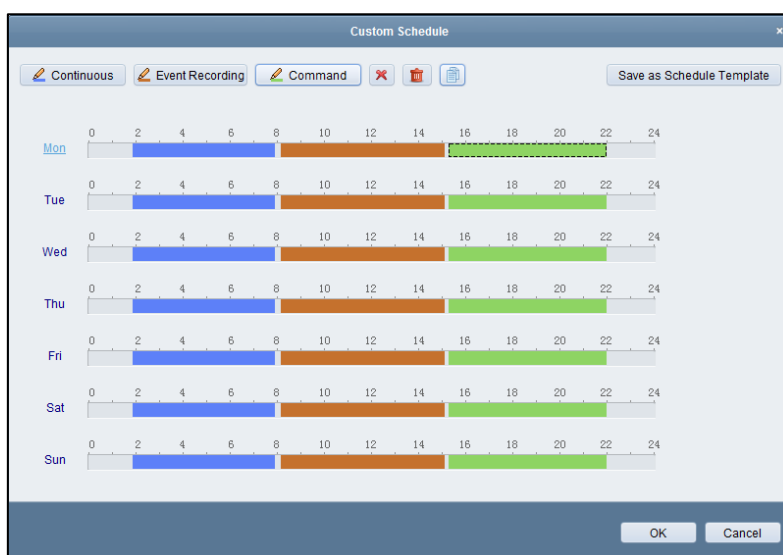 Custom Schedule ×
Continuous Event Recording Command Save as Schedule Template
0 2 4 6 8 10 12 14 16 18 20 22 24
Mon
0 2 4 6 8 10 12 14 16 18 20 22 24
Tue
0 2 4 6 8 10 12 14 16 18 20 22 24
Wed
0 2 4 6 8 10 12 14 16 18 20 22 24
Thu
0 2 4 6 8 10 12 14 16 18 20 22 24
Fri
0 2 4 6 8 10 12 14 16 18 20 22 24
Sat
0 2 4 6 8 10 12 14 16 18 20 22 24
Sun
OK Cancel